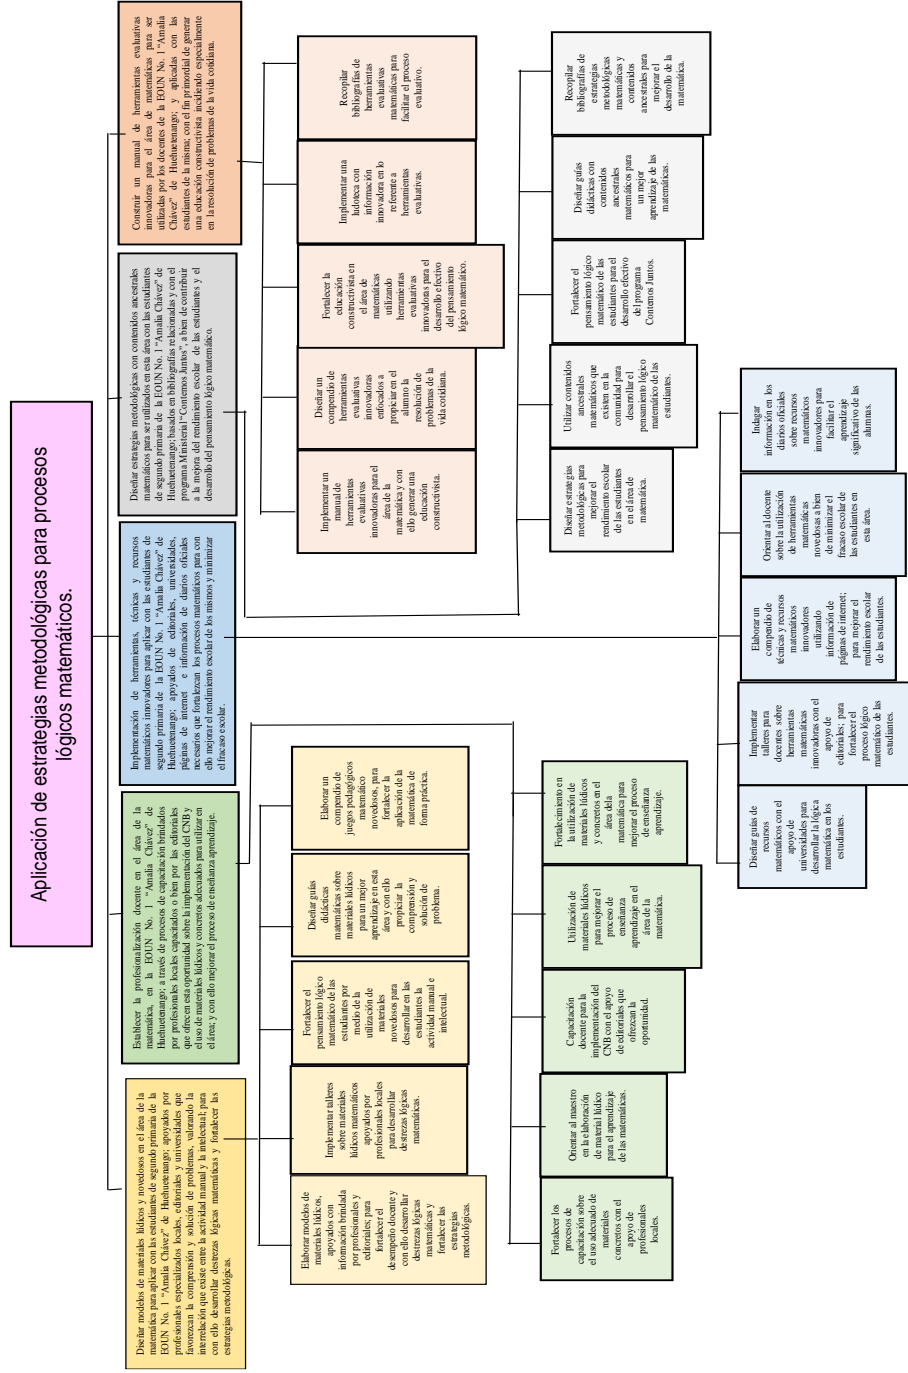 Aplicación de estrategias metodológicas para procesos
lógicos matemáticos.
Diseñar modelos de materiales lúdicos y novedosos en el área de la
matemática para aplicar con las estudiantes de segundo primaria de la
EOUN No. 1 “Amalia Chávez” de Huehuetenango; apoyados por
profesionales especializados locales, editoriales y universidades que
favorezcan la comprensión y solución de problemas, valorando la
interrelación que existe entre la actividad manual y la intelectual; para
con ello desarrollar destrezas lógicas matemáticas y fortalecer las
estrategias metodológicas.
Establecer la profesionalización docente en el área de la
matemática, en la EOUN No. 1 “Amalia Chávez” de
Huehuetenango; a través de procesos de capacitación brindados
por profesionales locales capacitados o bien por las editoriales
que ofrecen esta oportunidad sobre la implementación del CNB y
el uso de materiales lúdicos y concretos adecuados para utilizar en
el área; y con ello mejorar el proceso de enseñanza aprendizaje.
Implementación de herramientas, técnicas y recursos
matemáticos innovadores para aplicar con las estudiantes de
segundo primaria de la EOUN No. 1 “Amalia Chávez” de
Huehuetenango; apoyados de editoriales, universidades,
páginas de internet e información de diarios oficiales
necesarios que fortalezcan los procesos matemáticos para con
ello mejorar el rendimiento escolar de los mismos y minimizar
el fracaso escolar.
Diseñar estrategias metodológicas con contenidos ancestrales
matemáticos para ser utilizados en esta área con las estudiantes
de segundo primaria de la EOUN No. 1 “Amalia Chávez” de
Huehuetenango; basados en bibliografías relacionadas y con el
programa Ministerial “Contemos Juntos”, a bien de contribuir
a la mejora del rendimiento escolar de las estudiantes y el
desarrollo del pensamiento lógico matemático.
Construir un manual de herramientas evaluativas
innovadoras para el área de matemáticas para ser
utilizadas por los docentes de la EOUN No. 1 “Amalia
Chávez” de Huehuetenango; y aplicadas con las
estudiantes de la misma; con el fin primordial de generar
una educación constructivista incidiendo especialmente
en la resolución de problemas de la vida cotidiana.
Elaborar modelos de
materiales lúdicos,
apoyados con
información brindada
por profesionales y
editoriales; para
fortalecer el
desempeño docente y
con ello desarrollar
destrezas lógicas
matemáticas y
fortalecer las
estrategias
metodológicas.
Implementar talleres
sobre materiales
lúdicos matemáticos
apoyados por
profesionales locales
para desarrollar
destrezas lógicas
matemáticas.
Fortalecer el
pensamiento lógico
matemático de las
estudiantes por
medio de la
utilización de
materiales
novedosos para
desarrollar en las
estudiantes la
actividad manual e
intelectual.
Diseñar guías
didácticas
matemáticas sobre
materiales lúdicos
para un mejor
aprendizaje en esta
área y con ello
propiciar la
comprensión y
solución de
problema.
Elaborar un
compendio de
juegos pedagógicos
matemático
novedosos, para
fortalecer la
aplicación de la
matemática de
forma práctica.
Implementar un
manual de
herramientas
evaluativas
innovadoras para el
área de la
matemática y con
ello generar una
educación
constructivista.
Diseñar un
compendio de
herramientas
evaluativas
innovadoras
enfocados a
propiciar en el
alumno la
resolución de
problemas de la
vida cotidiana.
Fortalecer la
educación
constructivista en
el área de
matemáticas
utilizando
herramientas
evaluativas
innovadoras para el
desarrollo efectivo
del pensamiento
lógico matemático.
Implementar una
ludoteca con
información
innovadora en lo
referente a
herramientas
evaluativas.
Recopilar
bibliografías de
herramientas
evaluativas
matemáticas para
facilitar el proceso
evaluativo.
Fortalecer los
procesos de
capacitación sobre
el uso adecuado de
materiales
concretos con el
apoyo de
profesionales
locales.
Orientar al maestro
en la elaboración
de material lúdico
para el aprendizaje
de las matemáticas.
Capacitación
docente para la
implementación del
CNB con el apoyo
de editoriales que
ofrezcan la
oportunidad.
Utilización de
materiales lúdicos
para mejorar el
proceso de
enseñanza
aprendizaje en el
área de la
matemática.
Fortalecimiento en
la utilización de
materiales lúdicos
y concretos en el
área dela
matemática para
mejorar el proceso
de enseñanza
aprendizaje.
Diseñar estrategias
metodológicas para
mejorar el
rendimiento escolar
de las estudiantes
en el área de
matemática.
Utilizar contenidos
ancestrales
matemáticos que
existen en la
comunidad para
desarrollar el
pensamiento lógico
matemático de las
estudiantes.
Fortalecer el
pensamiento lógico
matemático de las
estudiantes para el
desarrollo efectivo
del programa
Contemos Juntos.
Diseñar guías
didácticas con
contenidos
ancestrales
matemáticos para
un mejor
aprendizaje de las
matemáticas.
Recopilar
bibliografías de
estrategias
metodológicas
matemáticas y
contenidos
ancestrales para
mejorar el
desarrollo de la
matemática.
Diseñar guías de
recursos
matemáticos con el
apoyo de
universidades para
desarrollar la lógica
matemática en los
estudiantes.
Implementar
talleres para
docentes sobre
herramientas
matemáticas
innovadoras con el
apoyo de
editoriales; para
fortalecer el
proceso lógico
matemático de las
estudiantes.
Elaborar un
compendio de
técnicas y recursos
matemáticos
innovadores
utilizando
información de
páginas de internet;
para mejorar el
rendimiento escolar
de las estudiantes.
Orientar al docente
sobre la utilización
de herramientas
matemáticas
novedosas a bien
de minimizar el
fracaso escolar de
las estudiantes en
esta área.
Indagar
información en los
diarios oficiales
sobre recursos
matemáticos
innovadores para
facilitar el
aprendizaje
significativo de las
alumnas.